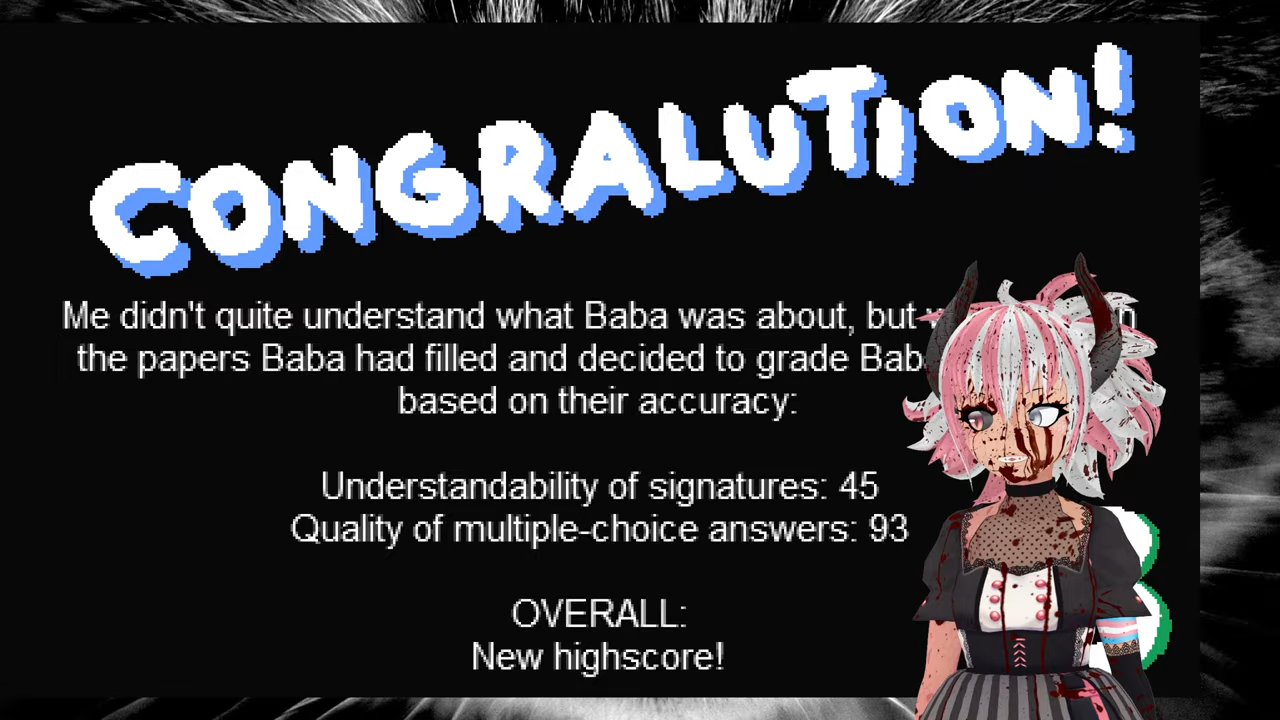 CONGRALUTION!
Me didn't quite understand what Baba was about, but
the papers Baba had filled and decided to grade
based on their accuracy:
Understandability of signatures: 45
Quality of multiple-choice answers: 93
OVERALL:
New highscore!